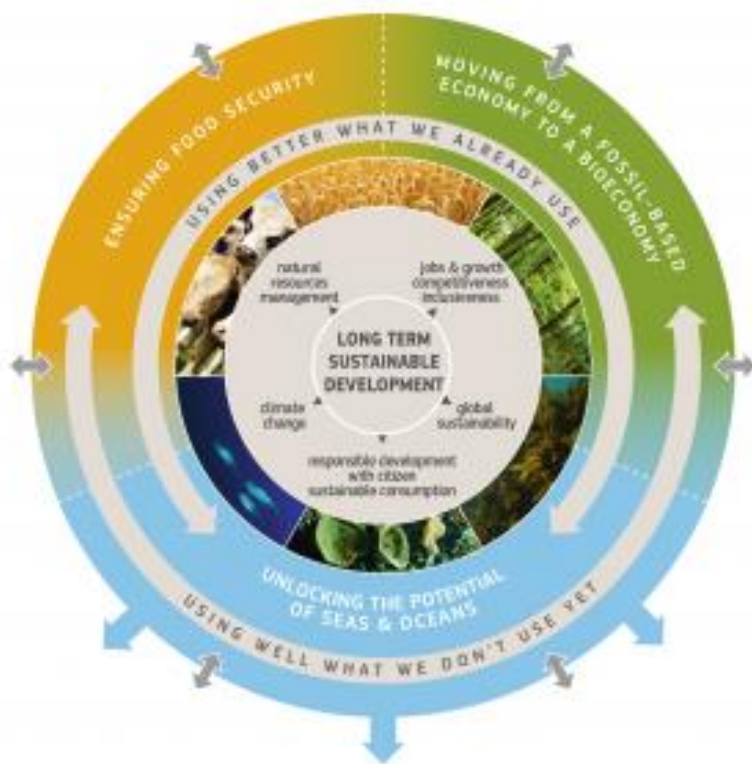 ENSURING FOOD SECURITY
MOVING FROM A FOSSIL-BASED
ECONOMY TO A BIOECONOMY
USING BETTER WHAT WE ALREADY USE
natural
resources
management
jobs & growth
competitiveness
inclusiveness
LONG TERM
SUSTAINABLE
DEVELOPMENT
climate
change
global
sustainability
responsible development
with citizen
sustainable consumption
UNLOCKING THE POTENTIAL
OF SEAS & OCEANS
USING WELL WHAT WE DON'T USE YET